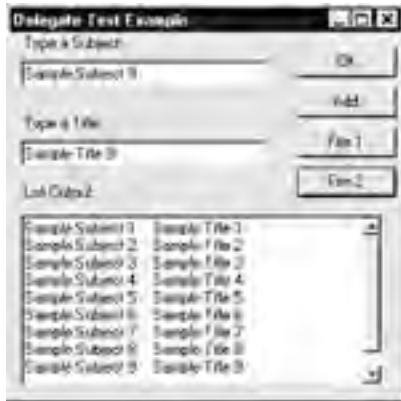 Delegate Test Example
Type a Subject:
Sample Subject 9
OK
Add
Type a Title:
Sample Title 9
Fire 1
Fire 2
List Output:
Sample Subject 1 Sample Title 1
Sample Subject 2 Sample Title 2
Sample Subject 3 Sample Title 3
Sample Subject 4 Sample Title 4
Sample Subject 5 Sample Title 5
Sample Subject 6 Sample Title 6
Sample Subject 7 Sample Title 7
Sample Subject 8 Sample Title 8
Sample Subject 9 Sample Title 9